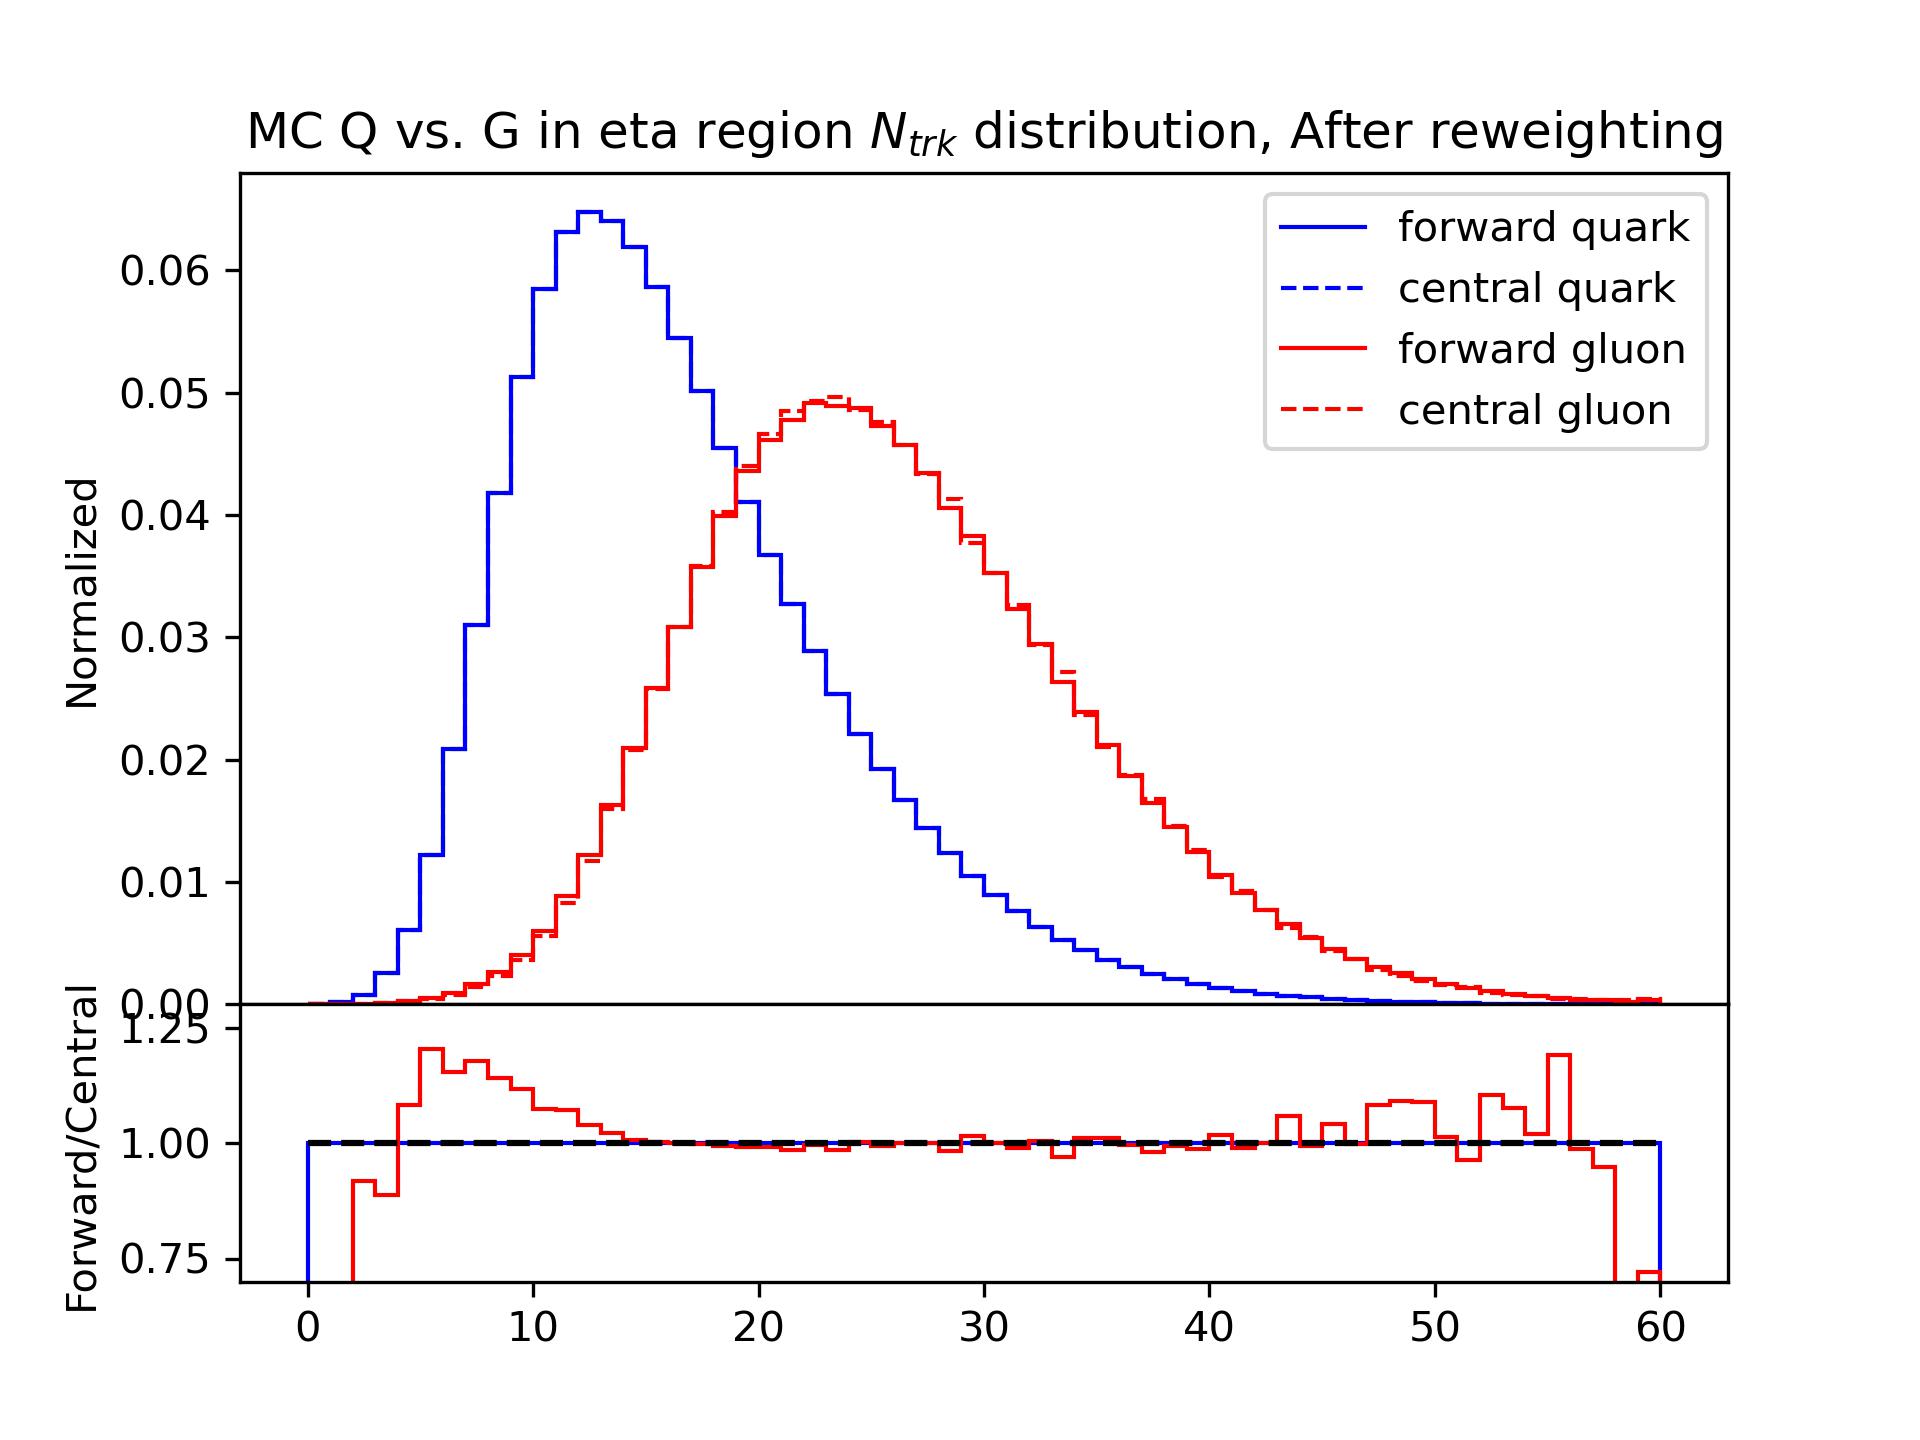 MC Q vs. G in eta region N_trk distribution, After reweighting
forward quark
central quark
forward gluon
central gluon
Normalized
0.06
0.05
0.04
0.03
0.02
0.01
0.00
Forward/Central
1.25
1.00
0.75
0 10 20 30 40 50 60